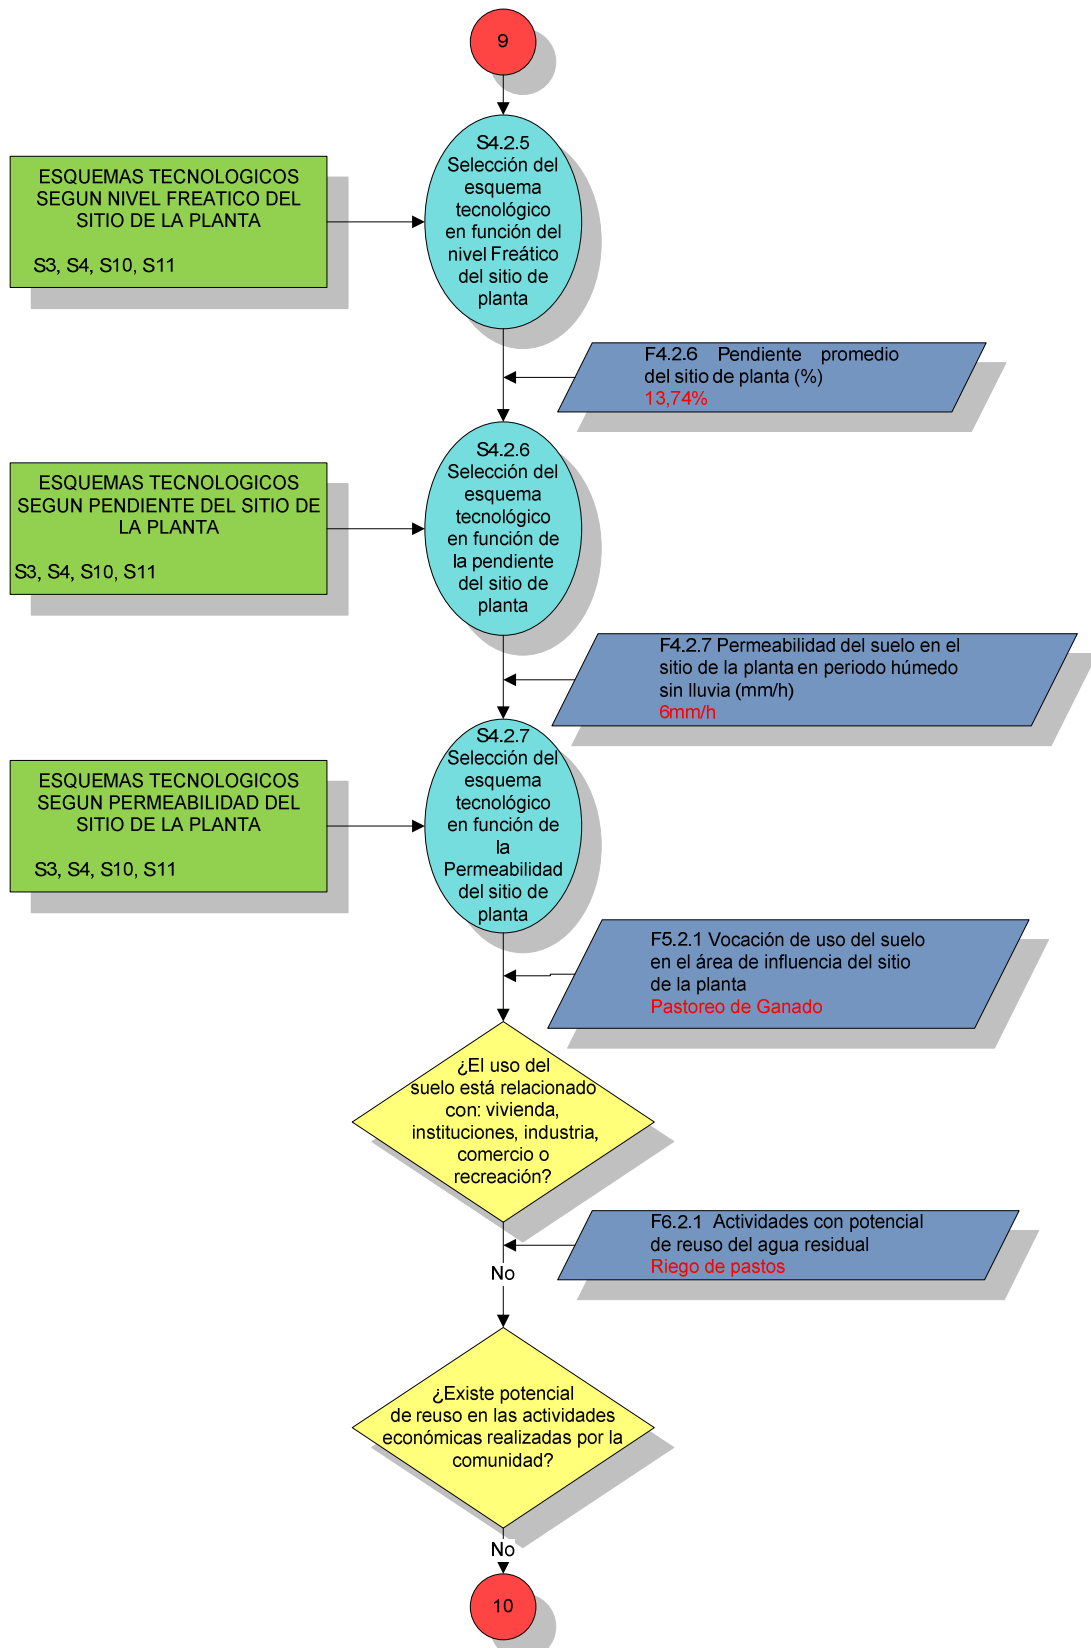 9
S4.2.5
Selección del
esquema
tecnológico
en función del
nivel Freático
del sitio de
planta
ESQUEMAS TECNOLOGICOS
SEGUN NIVEL FREATICO DEL
SITIO DE LA PLANTA
S3, S4, S10, S11
F4.2.6 Pendiente promedio
del sitio de planta (%)
13,74%
S4.2.6
Selección del
esquema
tecnológico
en función de
la pendiente
del sitio de
planta
ESQUEMAS TECNOLOGICOS
SEGUN PENDIENTE DEL SITIO DE
LA PLANTA
S3, S4, S10, S11
F4.2.7 Permeabilidad del suelo en el
sitio de la planta en periodo húmedo
sin lluvia (mm/h)
6mm/h
S4.2.7
Selección del
esquema
tecnológico
en función de
la
Permeabilidad
del sitio de
planta
ESQUEMAS TECNOLOGICOS
SEGUN PERMEABILIDAD DEL
SITIO DE LA PLANTA
S3, S4, S10, S11
F5.2.1 Vocación de uso del suelo
en el área de influencia del sitio
de la planta
Pastoreo de Ganado
¿El uso del
suelo está relacionado
con: vivienda,
instituciones, industria,
comercio o
recreación?
F6.2.1 Actividades con potencial
de reuso del agua residual
Riego de pastos
No
¿Existe potencial
de reuso en las actividades
económicas realizadas por la
comunidad?
No
10